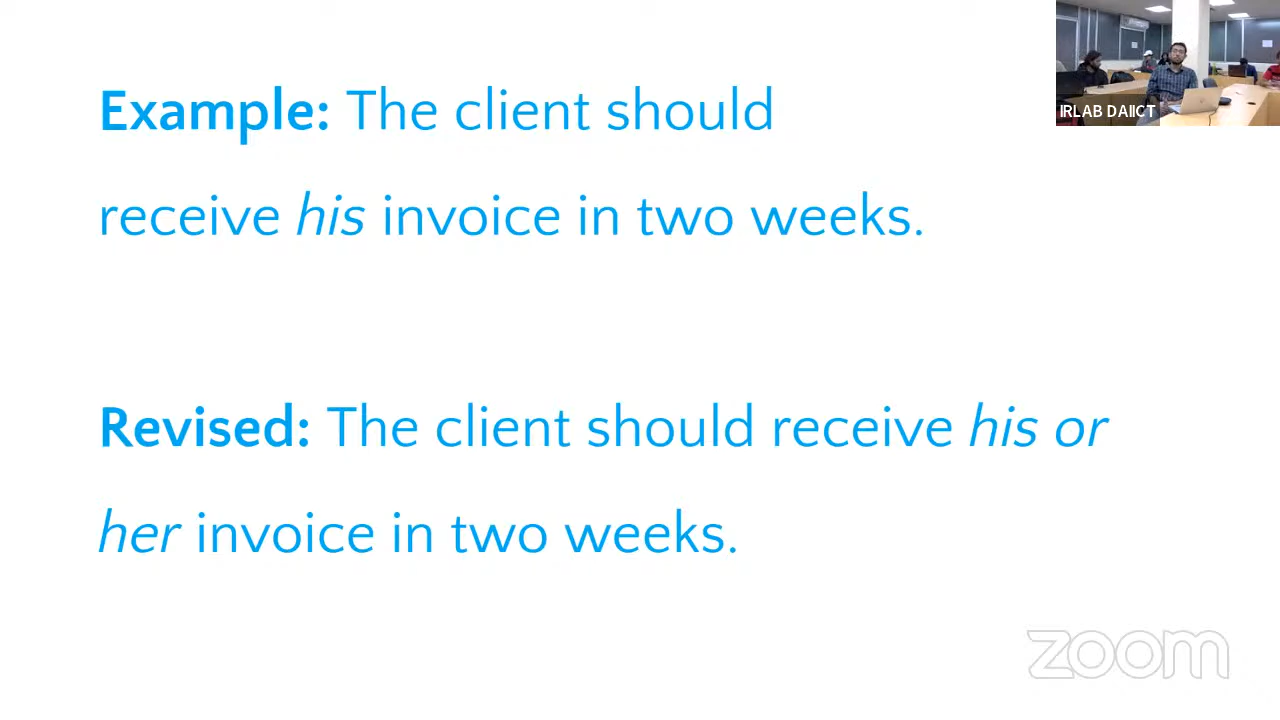 Example: The client should
receive his invoice in two weeks.
Revised: The client should receive his or
her invoice in two weeks.
IRLAB DAIICT
zoom